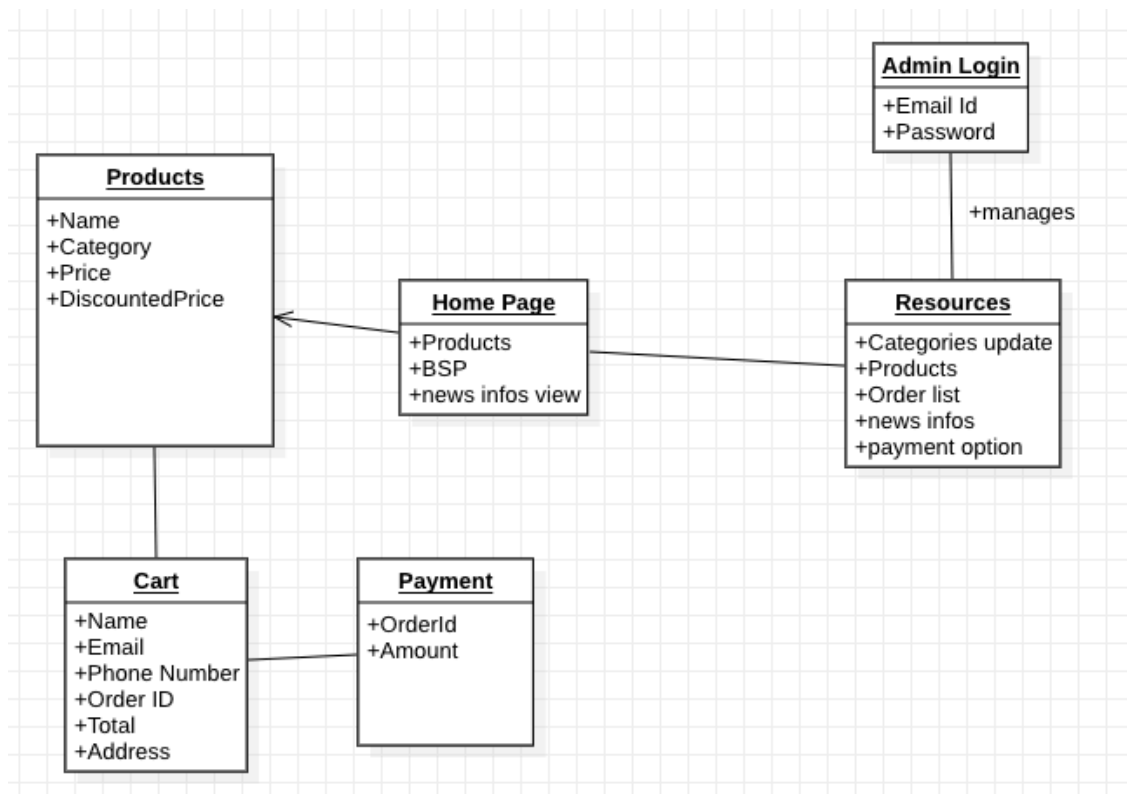 Admin Login
+Email Id
+Password
+manages
Products
+Name
+Category
+Price
+DiscountedPrice
Home Page
+Products
+BSP
+news infos view
Resources
+Categories update
+Products
+Order list
+news infos
+payment option
Cart
+Name
+Email
+Phone Number
+Order ID
+Total
+Address
Payment
+OrderId
+Amount